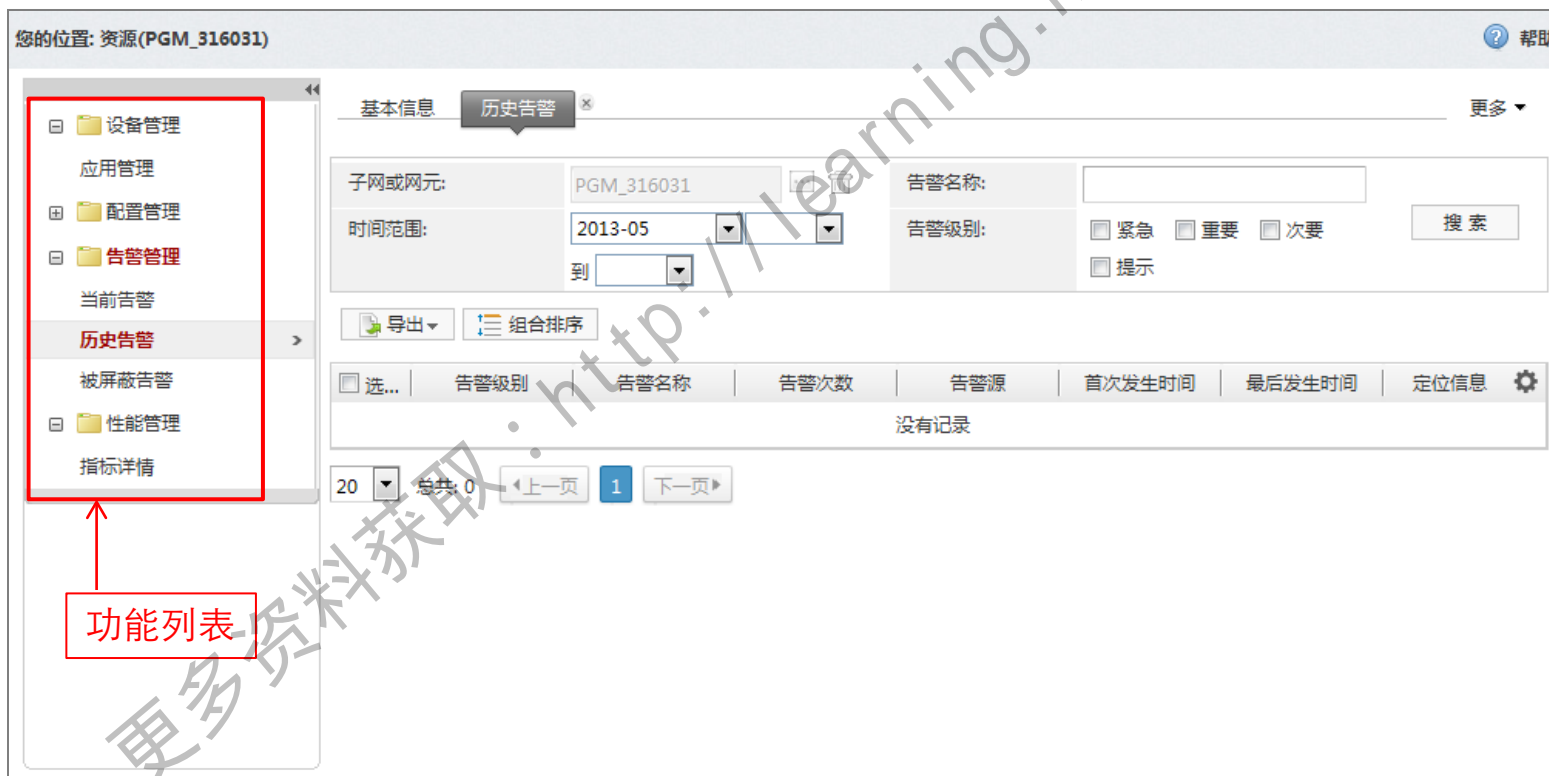 您的位置: 资源(PGM_316031)
帮助
设备管理
应用管理
配置管理
告警管理
当前告警
历史告警
被屏蔽告警
性能管理
指标详情
功能列表
基本信息 历史告警
更多
子网或网元: PGM_316031 告警名称:
时间范围: 2013-05 告警级别: 紧急 重要 次要 搜 索
到 提示
导出 组合排序
选... 告警级别 告警名称 告警次数 告警源 首次发生时间 最后发生时间 定位信息
没有记录
20 总共: 0 上一页 1 下一页
更多资料获取:http://learning.